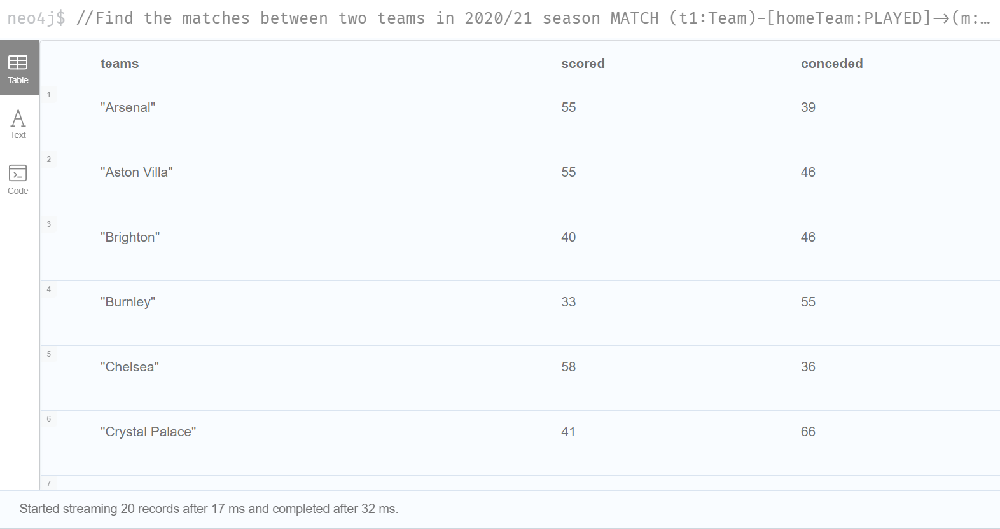 neo4j$ //Find the matches between two teams in 2020/21 season MATCH (t1:Team)-[homeTeam:PLAYED]→(m:…
Table
Text
Code
teams scored conceded
1 "Arsenal" 55 39
2 "Aston Villa" 55 46
3 "Brighton" 40 46
4 "Burnley" 33 55
5 "Chelsea" 58 36
6 "Crystal Palace" 41 66
7
Started streaming 20 records after 17 ms and completed after 32 ms.